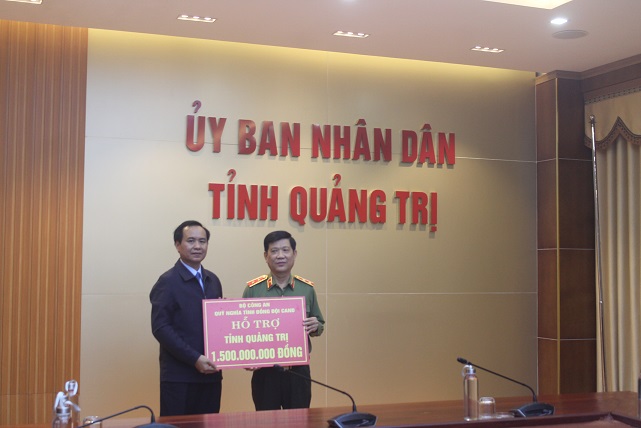 ỦY BAN NHÂN DÂN
TỈNH QUẢNG TRỊ
BỘ CÔNG AN
QUỸ NGHĨA TÌNH ĐỒNG ĐỘI CAND
HỖ TRỢ
TỈNH QUẢNG TRỊ
1.500.000.000 ĐỒNG